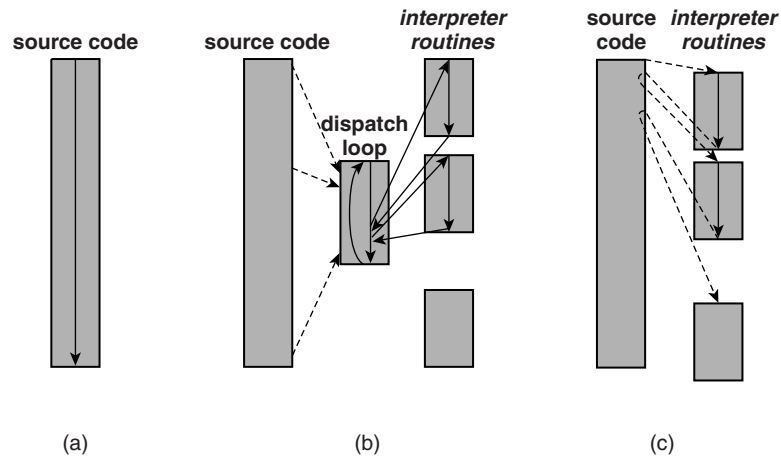 source code
source code
interpreter
routines
dispatch
loop
source
code
interpreter
routines
(a)
(b)
(c)